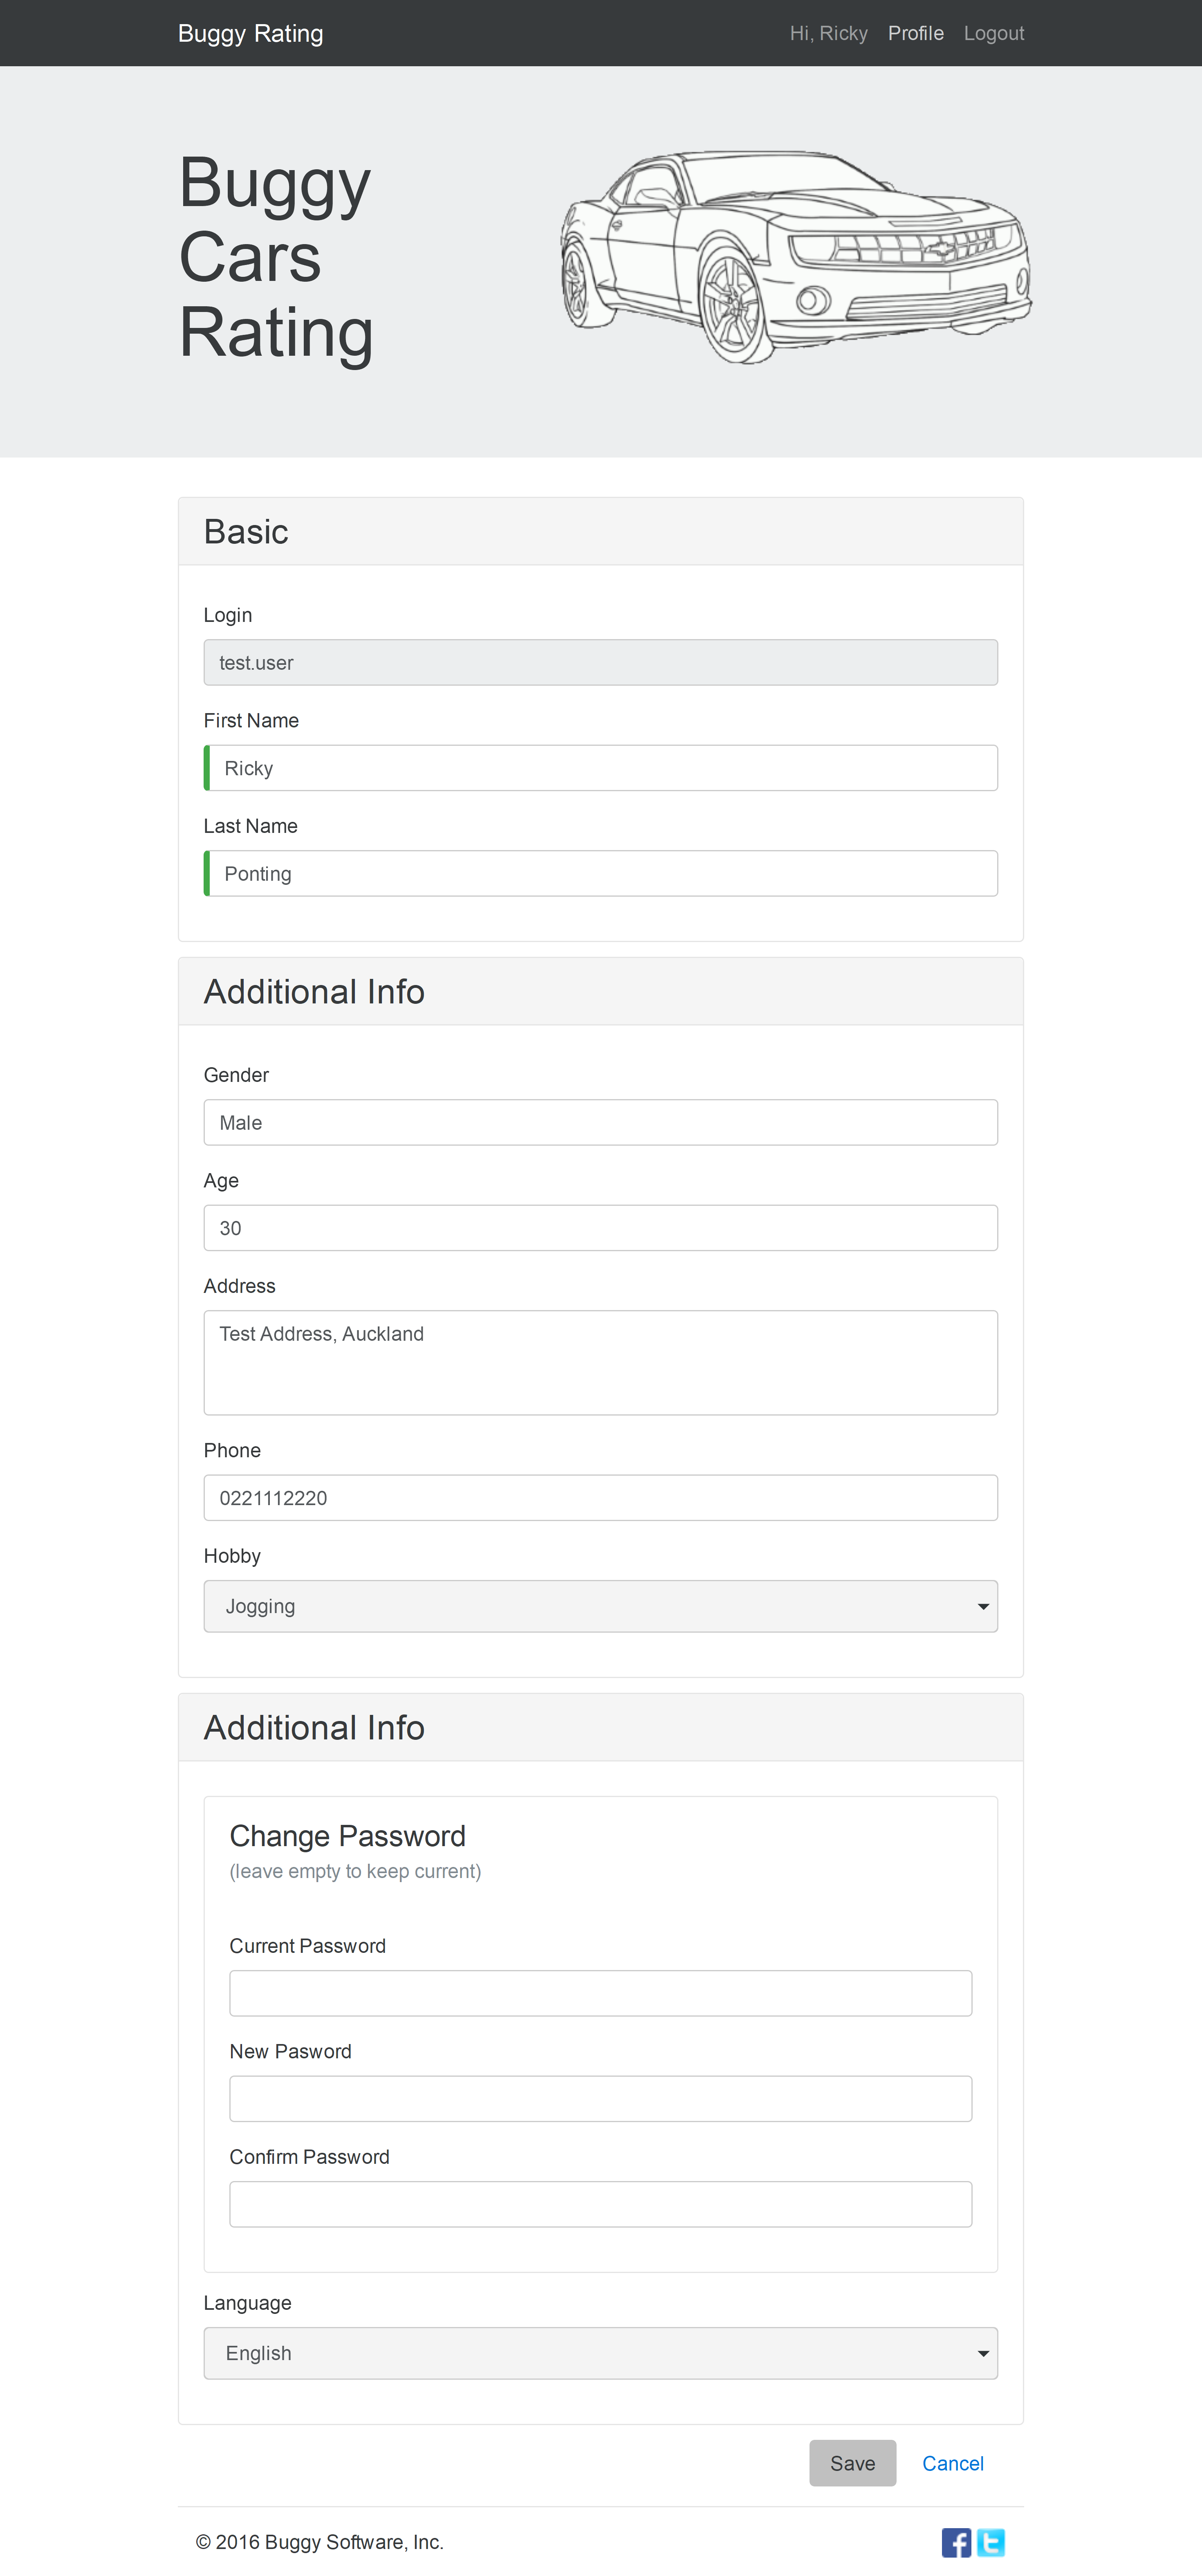 Buggy Rating
Hi, Ricky
Profile
Logout
Buggy
Cars
Rating
Basic
Login
test.user
First Name
Ricky
Last Name
Ponting
Additional Info
Gender
Male
Age
30
Address
Test Address, Auckland
Phone
0221112220
Hobby
Jogging
Additional Info
Change Password
(leave empty to keep current)
Current Password
New Pasword
Confirm Password
Language
English
Save
Cancel
© 2016 Buggy Software, Inc.